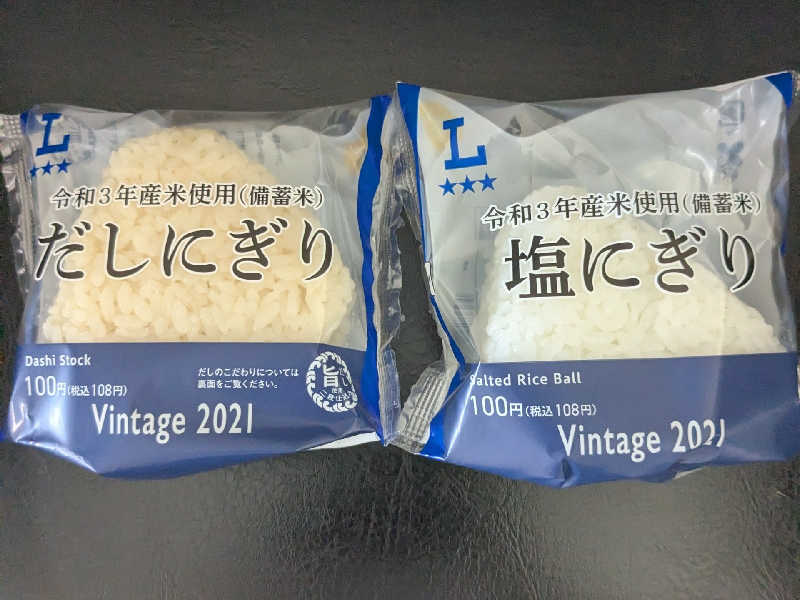 L
★★★
令和3年産米使用(備蓄米)
だしにぎり
Dashi Stock
100円(税込108円)
だしのこだわりについては
裏面をご覧ください。
旨
Vintage 2021
L
★★★
令和3年産米使用(備蓄米)
塩にぎり
Salted Rice Ball
100円(税込108円)
Vintage 2021